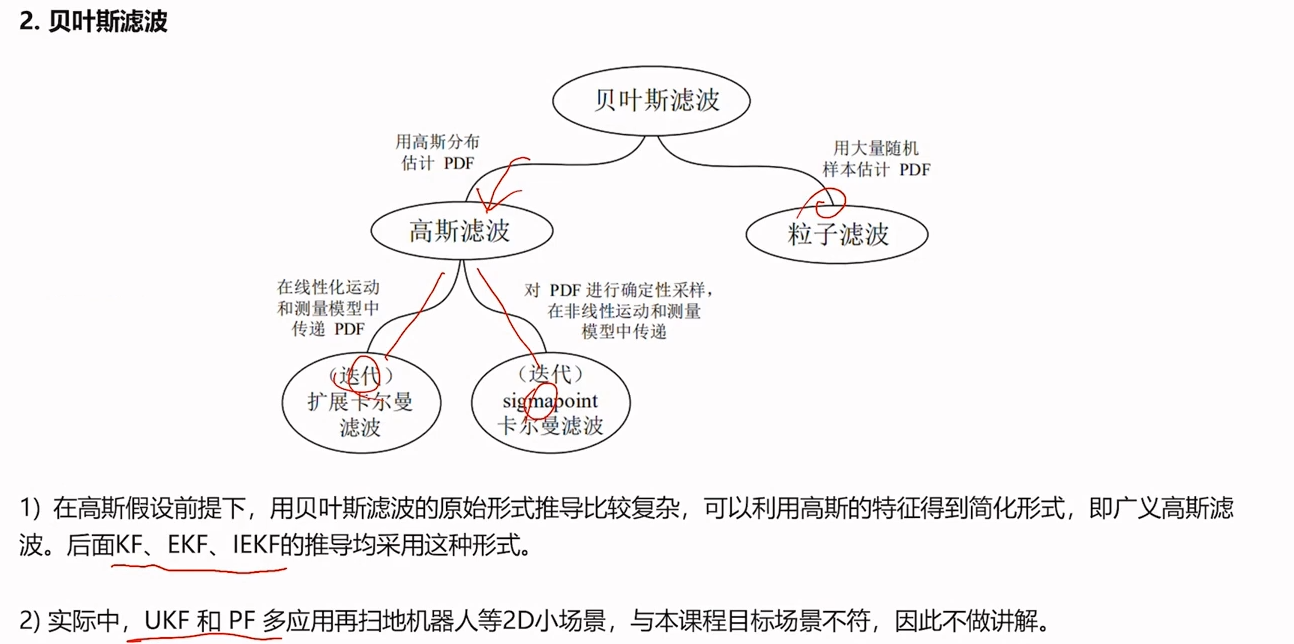 2. 贝叶斯滤波
贝叶斯滤波
用高斯分布
估计 PDF
用大量随机
样本估计 PDF
高斯滤波
粒子滤波
在线性化运动
和测量模型中
传递 PDF
对 PDF 进行确定性采样，
在非线性运动和测量
模型中传递
（迭代）
扩展卡尔曼
滤波
（迭代）
sigmapoint
卡尔曼滤波
1）在高斯假设前提下，用贝叶斯滤波的原始形式推导比较复杂，可以利用高斯的特征得到简化形式，即广义高斯滤
波。后面KF、EKF、IEKF的推导均采用这种形式。
2) 实际中，UKF 和 PF 多应用再扫地机器人等2D小场景，与本课程目标场景不符，因此不做讲解。